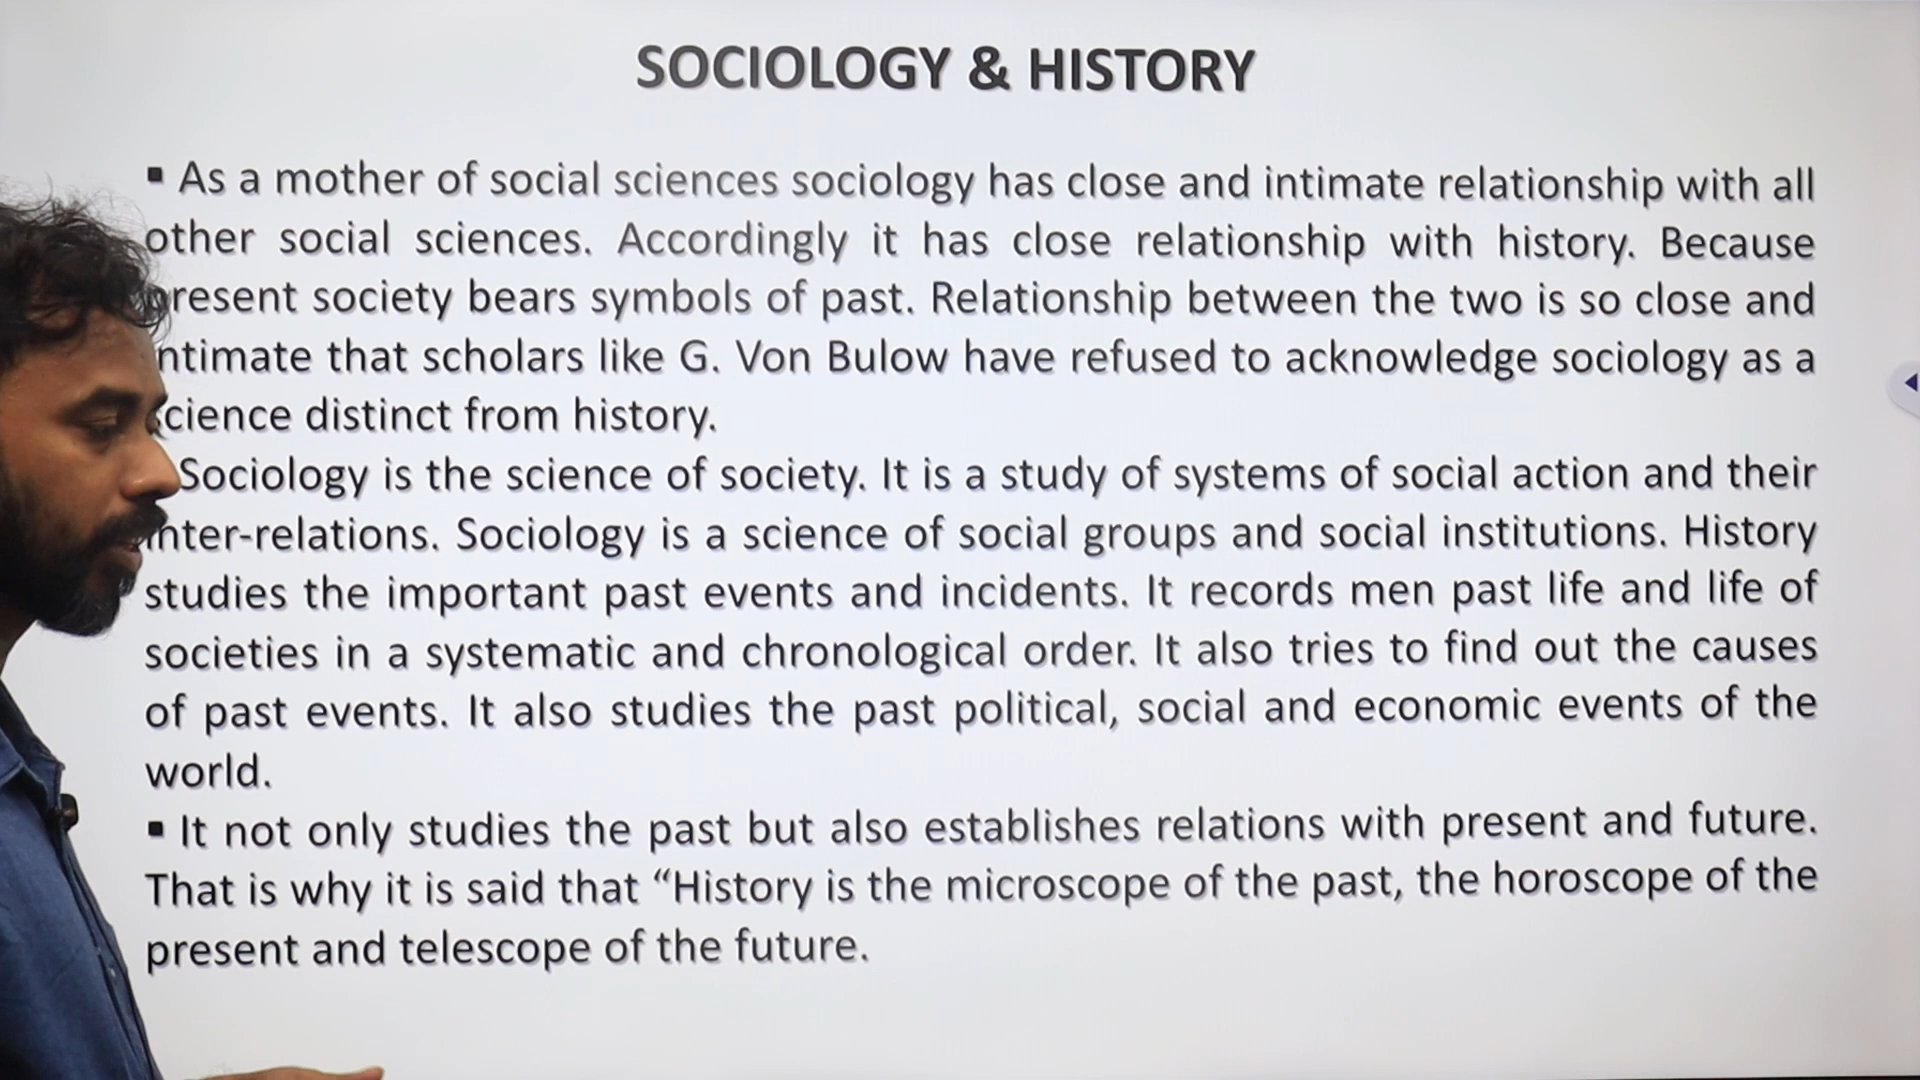 SOCIOLOGY & HISTORY
▪ As a mother of social sciences sociology has close and intimate relationship with all
other social sciences. Accordingly it has close relationship with history. Because
present society bears symbols of past. Relationship between the two is so close and
intimate that scholars like G. Von Bulow have refused to acknowledge sociology as a
science distinct from history.
Sociology is the science of society. It is a study of systems of social action and their
inter-relations. Sociology is a science of social groups and social institutions. History
studies the important past events and incidents. It records men past life and life of
societies in a systematic and chronological order. It also tries to find out the causes
of past events. It also studies the past political, social and economic events of the
world.
▪ It not only studies the past but also establishes relations with present and future.
That is why it is said that “History is the microscope of the past, the horoscope of the
present and telescope of the future.